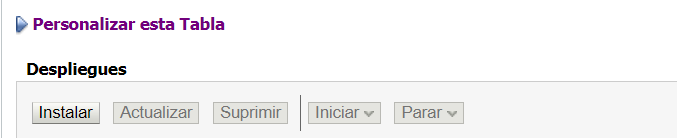 Personalizar esta Tabla
Despliegues
Instalar Actualizar Suprimir Iniciar Parar